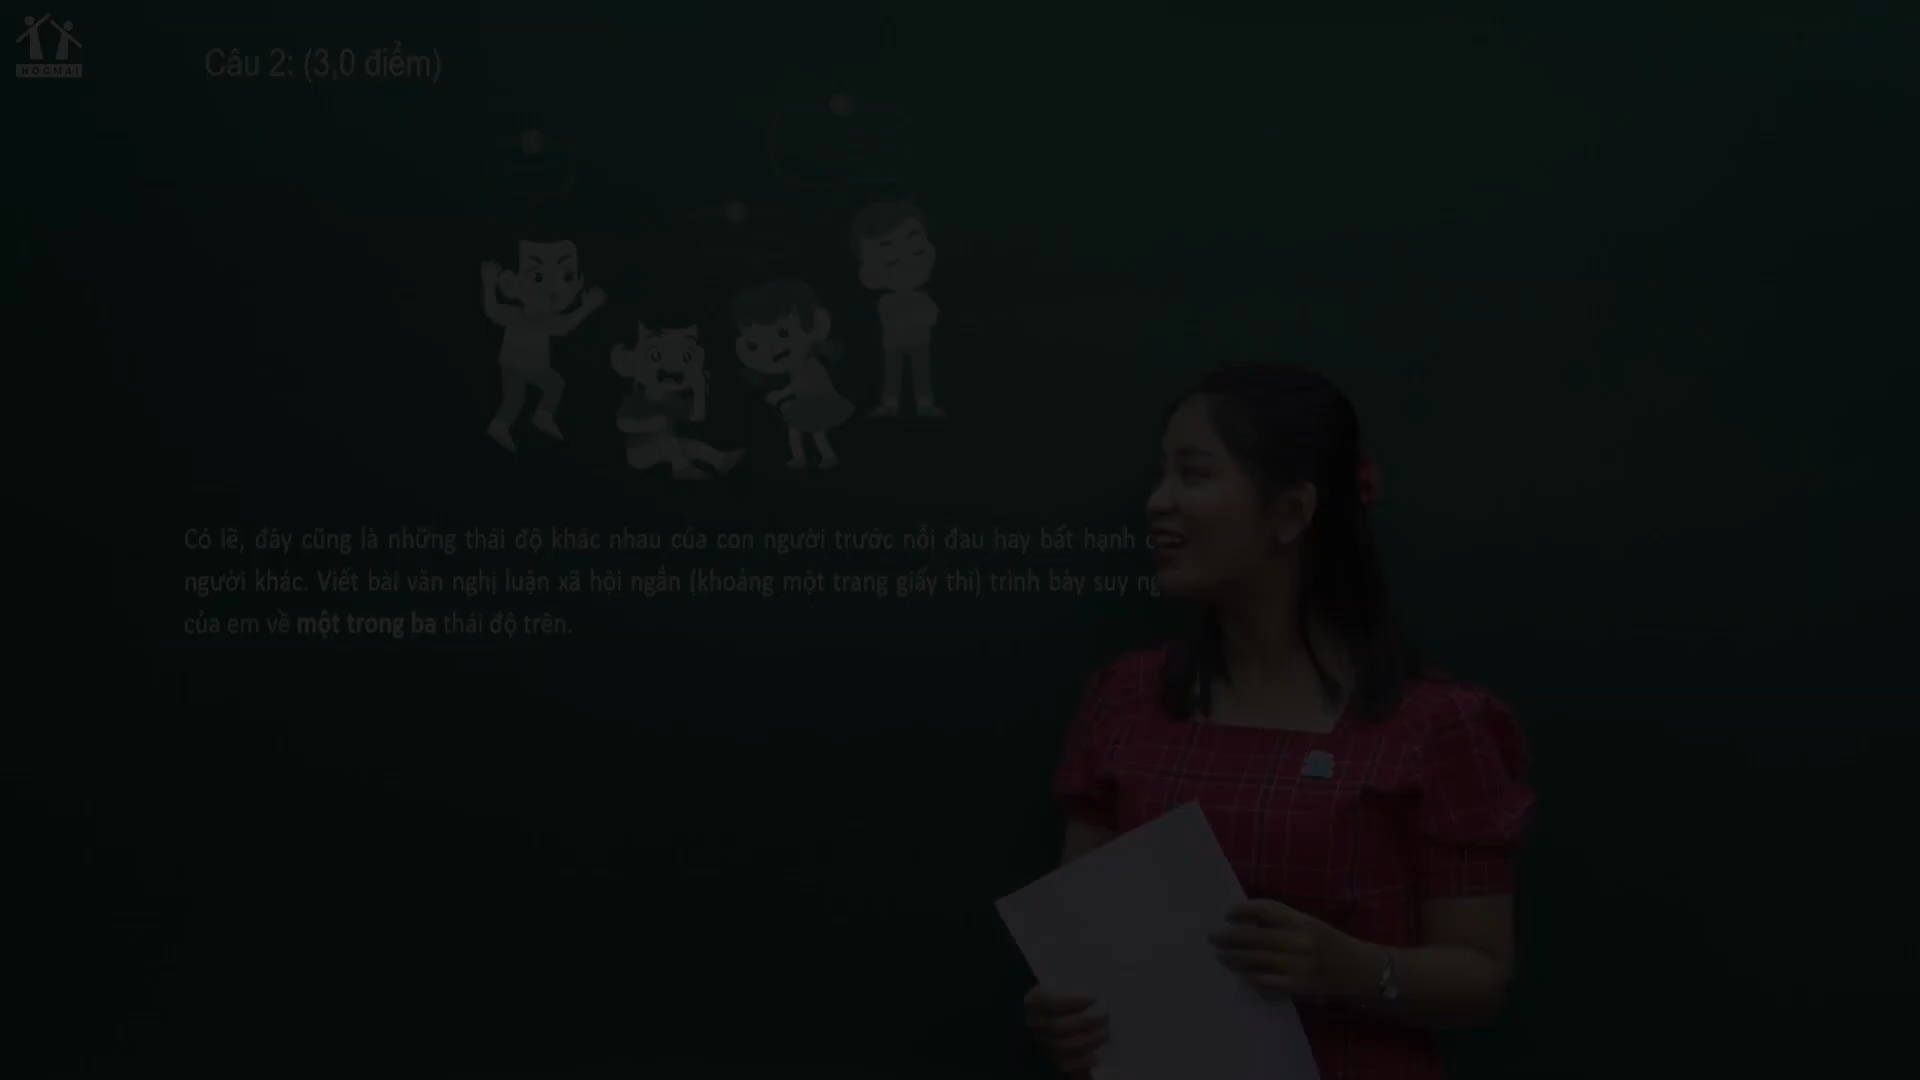 HOCMAI
Câu 2: (3,0 điểm)
Có lẽ, đây cũng là những thái độ khác nhau của con người trước nỗi đau hay bất hạnh
người khác. Viết bài văn nghị luận xã hội ngắn (khoảng một trang giấy thi) trình bày suy
của em về một trong ba thái độ trên.